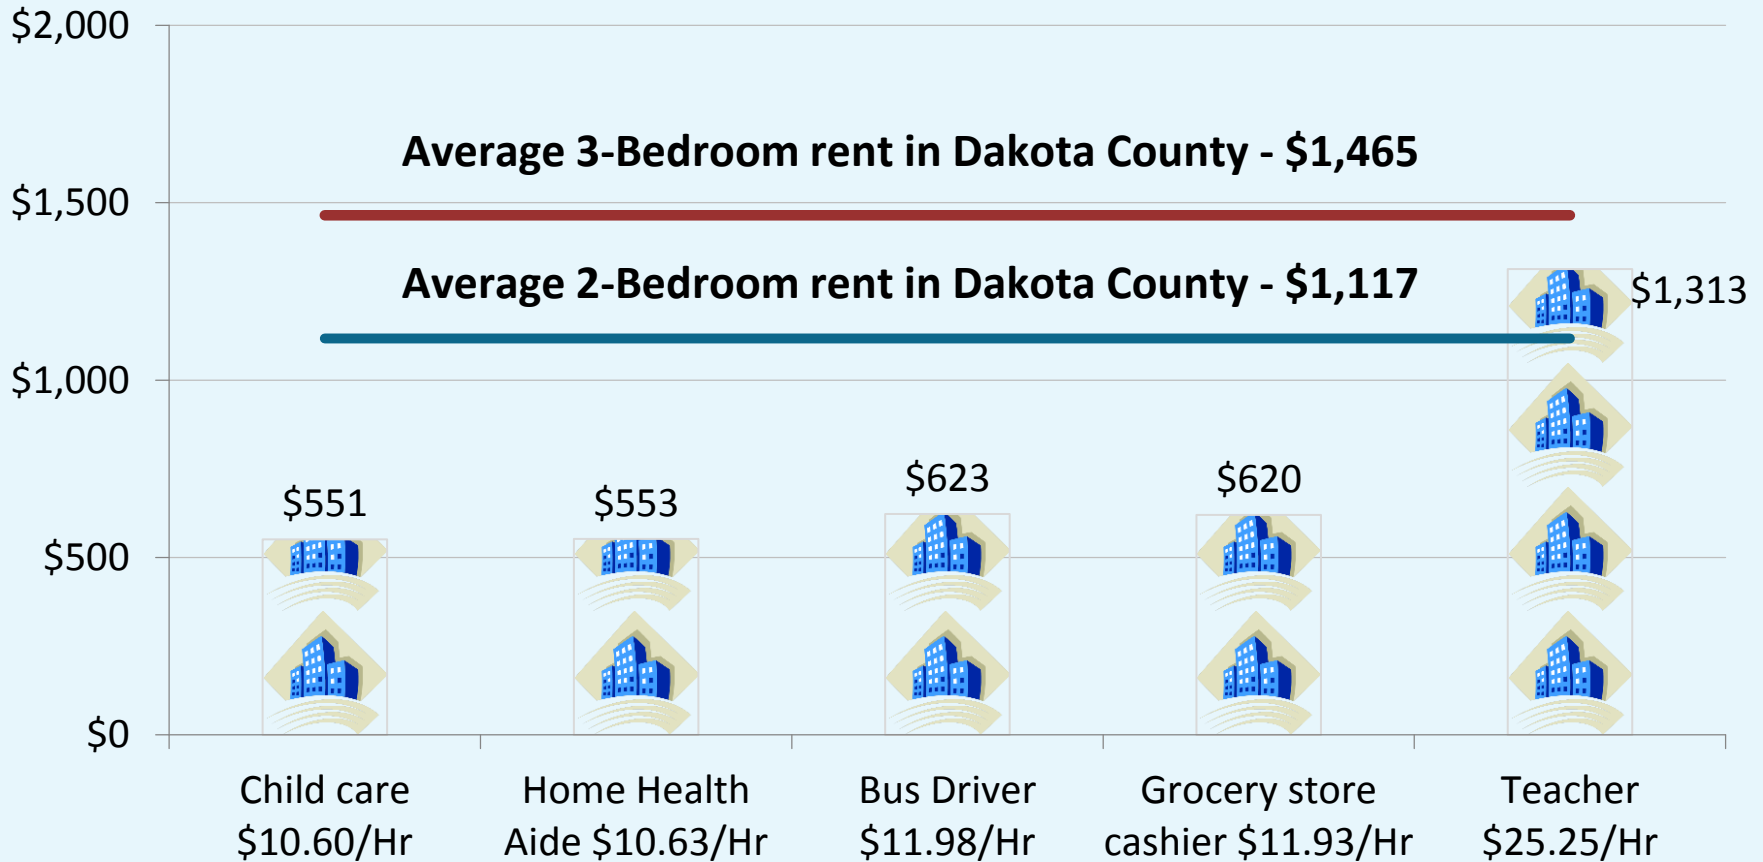 $2,000
Average 3-Bedroom rent in Dakota County - $1,465
$1,500
Average 2-Bedroom rent in Dakota County - $1,117
$1,313
$1,000
$551
$553
$623
$620
$500
$0
Child care
$10.60/Hr
Home Health
Aide $10.63/Hr
Bus Driver
$11.98/Hr
Grocery store
cashier $11.93/Hr
Teacher
$25.25/Hr